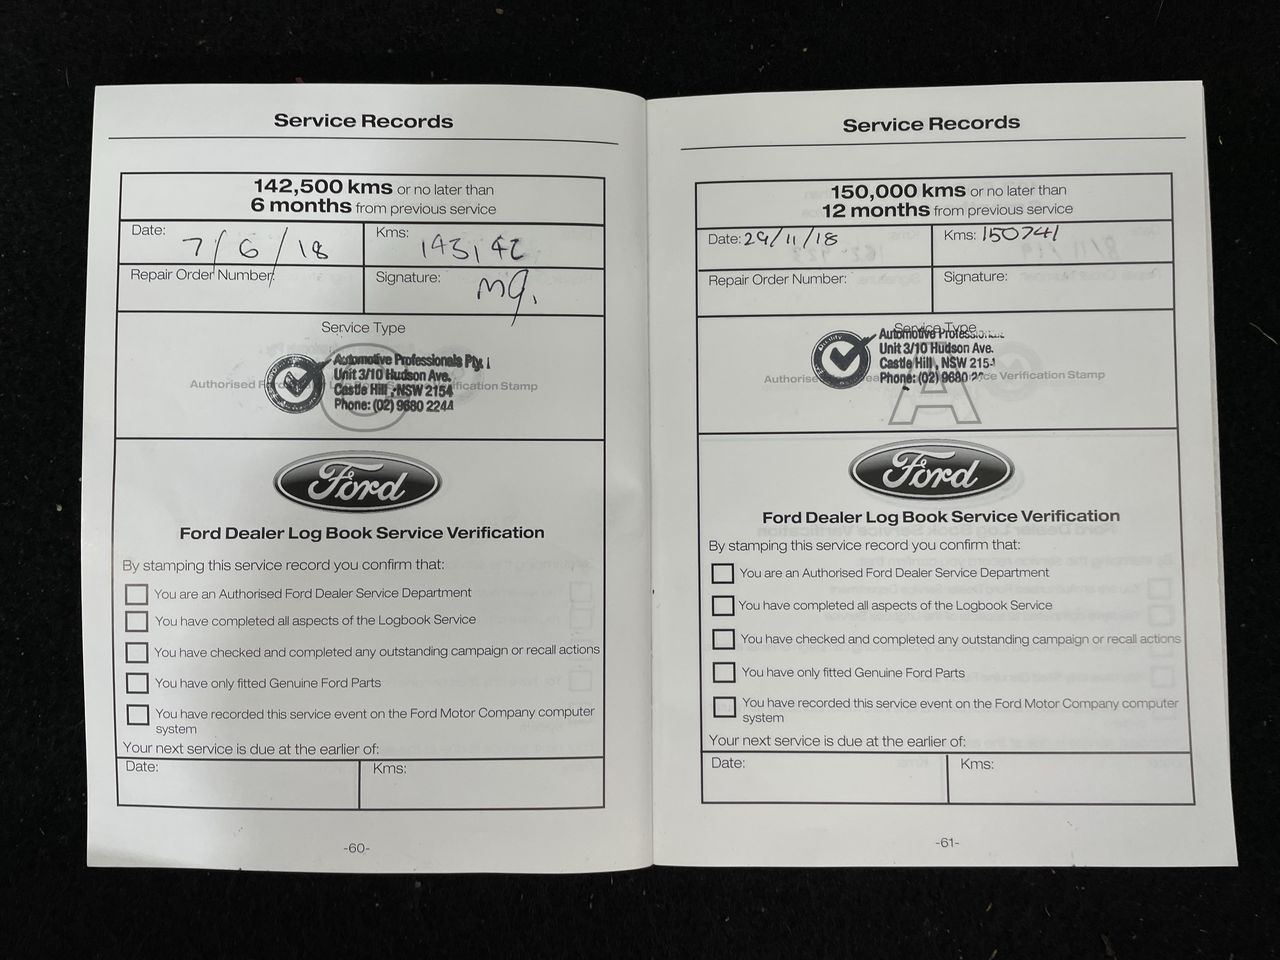 Service Records
142,500 kms or no later than
6 months from previous service
Date: 7/6/18
Kms: 143,142
Repair Order Number:
Signature: mg.
Service Type
Automotive Professionals Pty.
Unit 3/10 Hudson Ave.
Castle Hill, NSW 2154
Phone: (02) 9680 2244
Authorised Verification Stamp
Ford
Ford Dealer Log Book Service Verification
By stamping this service record you confirm that:
You are an Authorised Ford Dealer Service Department
You have completed all aspects of the Logbook Service
You have checked and completed any outstanding campaign or recall actions
You have only fitted Genuine Ford Parts
You have recorded this service event on the Ford Motor Company computer
system
Your next service is due at the earlier of:
Date:
Kms:
-60-
Service Records
150,000 kms or no later than
12 months from previous service
Date: 29/11/18
Kms: 150741
Repair Order Number:
Signature:
Service Type
Quality
Automotive
Unit 3/10 Hudson Ave.
Castle Hill, NSW 215
Phone: (02) 9680
Service Verification Stamp
A
Ford
Ford Dealer Log Book Service Verification
By stamping this service record you confirm that:
You are an Authorised Ford Dealer Service Department
You have completed all aspects of the Logbook Service
You have checked and completed any outstanding campaign or recall actions
You have only fitted Genuine Ford Parts
You have recorded this service event on the Ford Motor Company computer
system
Your next service is due at the earlier of:
Date:
Kms:
-61-